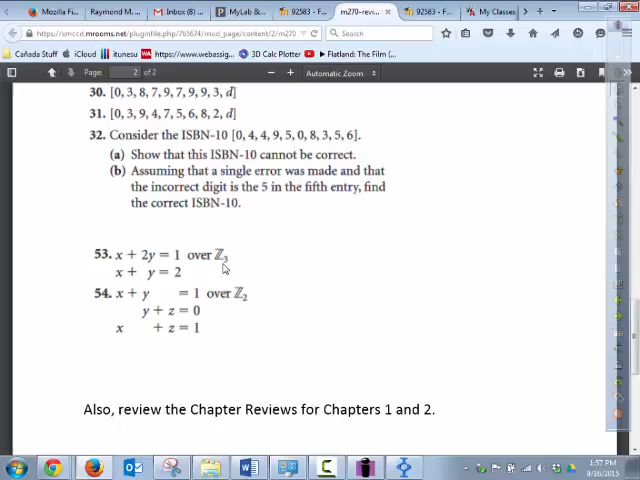 Mozilla Fi...
Raymond M...
Inbox (8) ...
MyLab & ...
92583 - F...
m270-revi...
92583 - F...
My Classes
https://smccd.mrooms.net/pluginfile.php/765674/mod_page/content/2/m270
Search
Cañada Stuff
iCloud
itunesu
https://www.webassig...
3D Calc Plotter
Flatland: The Film (...
Page: 2 of 2
Automatic Zoom
30. [0, 3, 8, 7, 9, 7, 9, 9, 3, d]
31. [0, 3, 9, 4, 7, 5, 6, 8, 2, d]
32. Consider the ISBN-10 [0, 4, 4, 9, 5, 0, 8, 3, 5, 6].
(a) Show that this ISBN-10 cannot be correct.
(b) Assuming that a single error was made and that
the incorrect digit is the 5 in the fifth entry, find
the correct ISBN-10.
53. x + 2y = 1 over ℤ₃
x + y = 2
54. x + y = 1 over ℤ₂
y + z = 0
x + z = 1
Also, review the Chapter Reviews for Chapters 1 and 2.
1:57 PM
9/16/2015